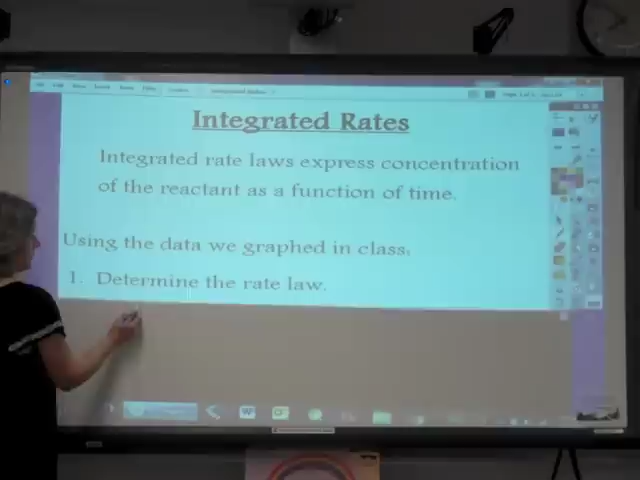 Integrated Rates
Integrated rate laws express concentration
of the reactant as a function of time.
Using the data we graphed in class,
1. Determine the rate law.